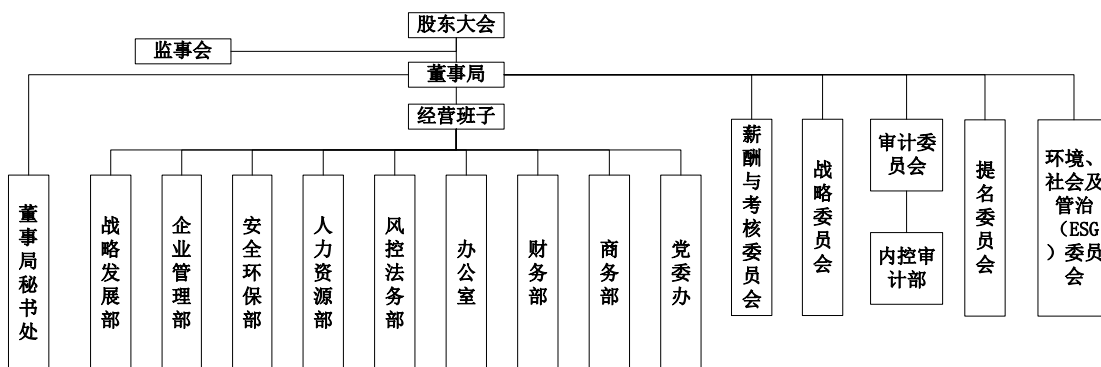 股东大会
监事会
董事局
经营班子
董事局秘书处
战略发展部
企业管理部
安全环保部
人力资源部
风控法务部
办公室
财务部
商务部
党委办
薪酬与考核委员会
战略委员会
审计委
员会
内控审
计部
提名委员会
环境、
社会及
管治
（ESG
）委员
会